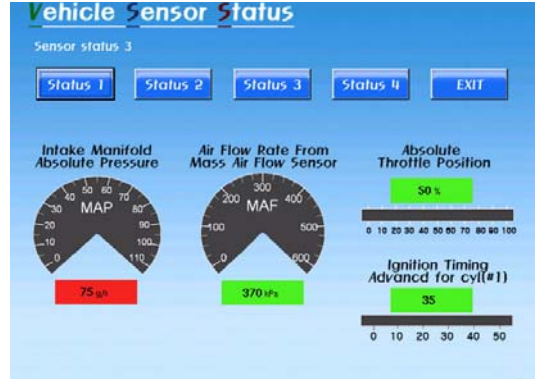 Vehicle Sensor Status
Sensor status 3
Status 1 Status 2 Status 3 Status 4 EXIT
Intake Manifold
Absolute Pressure
MAP
0 10 20 30 40 50 60 70 80 90 100 110
75 g/h
Air Flow Rate From
Mass Air Flow Sensor
MAF
0 100 200 300 400 500 600
370 kPa
Absolute
Throttle Position
50 %
0 10 20 30 40 50 60 70 80 90 100
Ignition Timing
Advancd for cyl(#1)
35
0 10 20 30 40 50